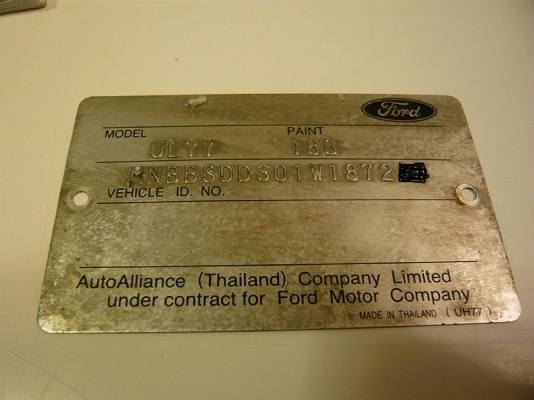 Ford
MODEL PAINT
UL77 18G
MNBBSDD301W1872
VEHICLE ID. NO.
AutoAlliance (Thailand) Company Limited
under contract for Ford Motor Company
MADE IN THAILAND ( UH77 )